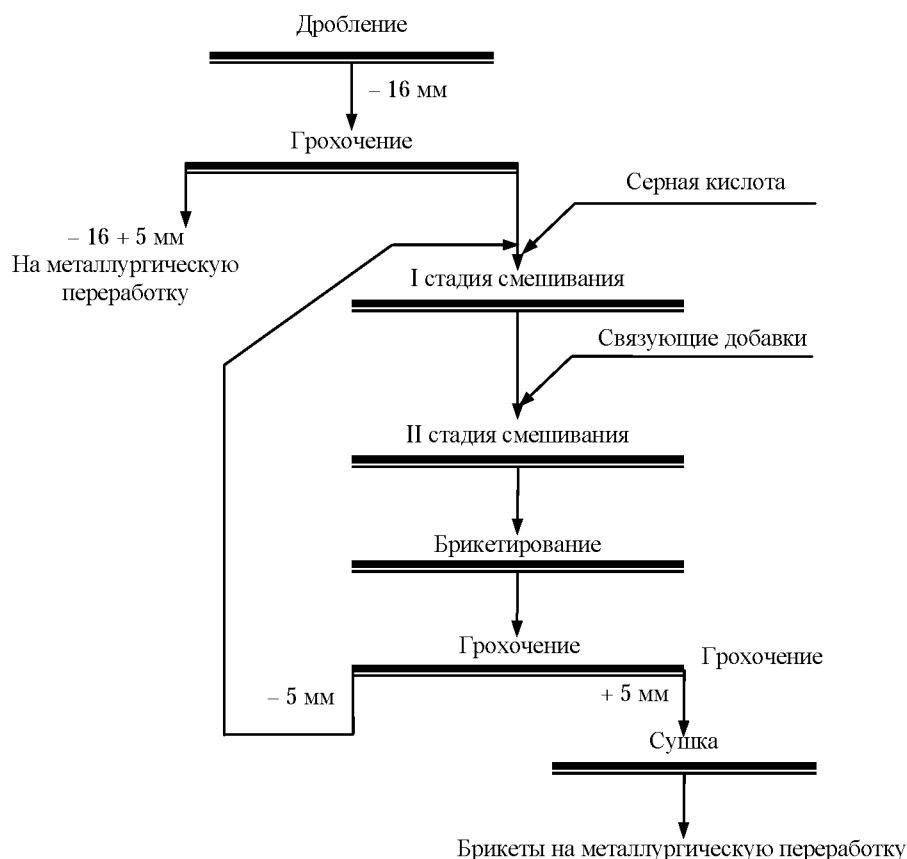 Дробление
– 16 мм
Грохочение
Серная кислота
– 16 + 5 мм
На металлургическую
переработку
I стадия смешивания
Связующие добавки
II стадия смешивания
Брикетирование
Грохочение
Грохочение
– 5 мм
+ 5 мм
Сушка
Брикеты на металлургическую переработку